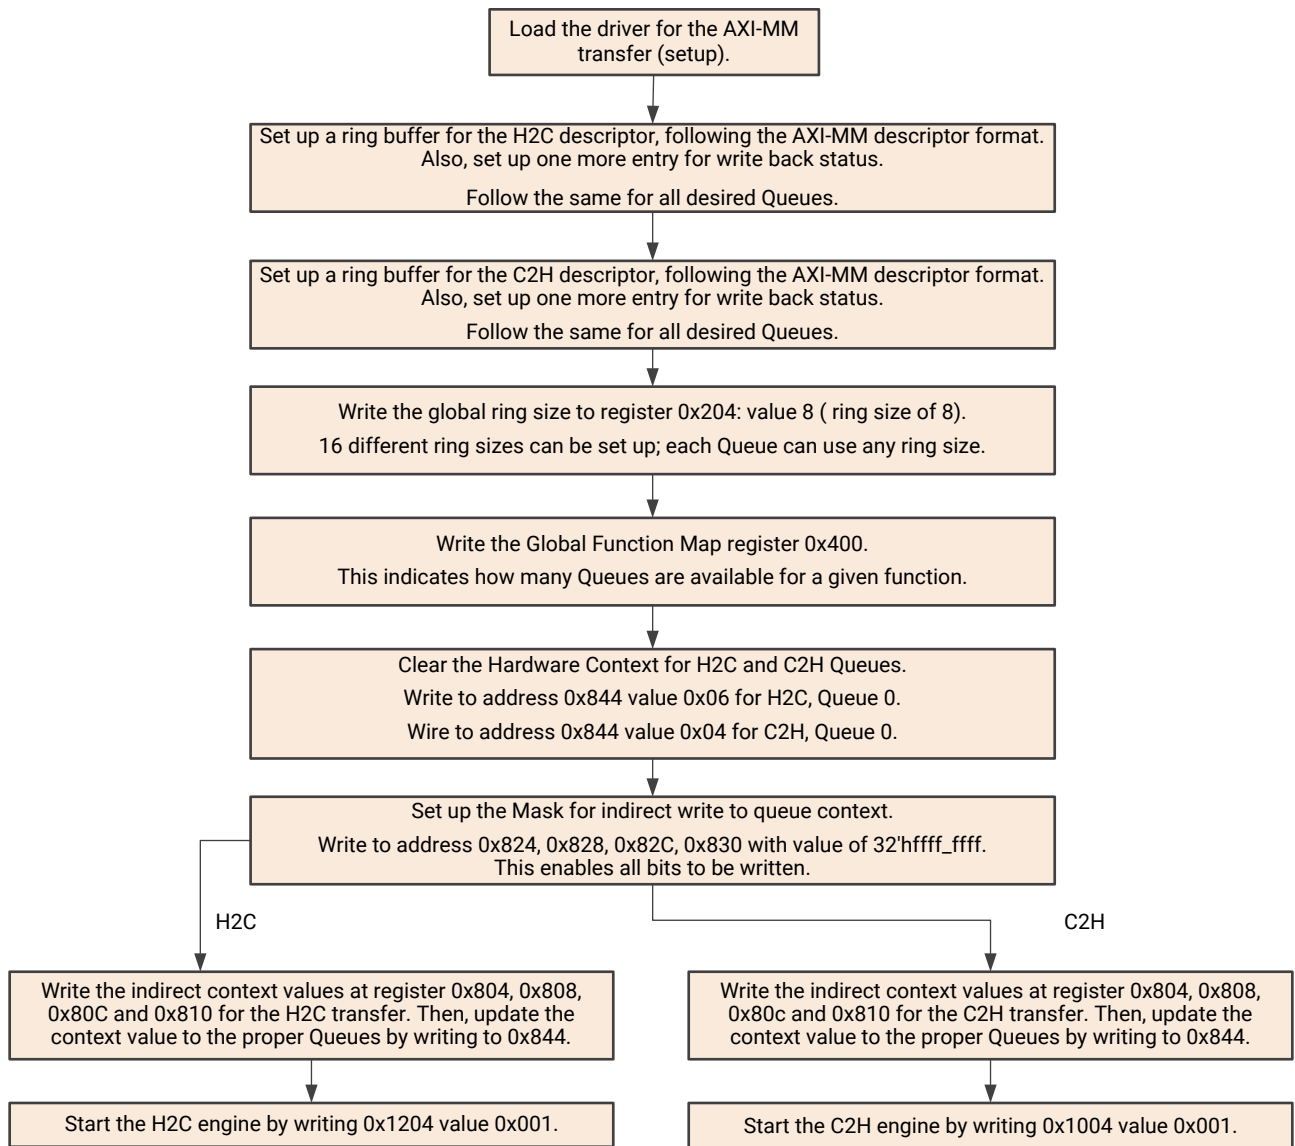 Load the driver for the AXI-MM
transfer (setup).
Set up a ring buffer for the H2C descriptor, following the AXI-MM descriptor format.
Also, set up one more entry for write back status.
Follow the same for all desired Queues.
Set up a ring buffer for the C2H descriptor, following the AXI-MM descriptor format.
Also, set up one more entry for write back status.
Follow the same for all desired Queues.
Write the global ring size to register 0x204: value 8 ( ring size of 8).
16 different ring sizes can be set up; each Queue can use any ring size.
Write the Global Function Map register 0x400.
This indicates how many Queues are available for a given function.
Clear the Hardware Context for H2C and C2H Queues.
Write to address 0x844 value 0x06 for H2C, Queue 0.
Wire to address 0x844 value 0x04 for C2H, Queue 0.
Set up the Mask for indirect write to queue context.
Write to address 0x824, 0x828, 0x82C, 0x830 with value of 32'hffff_ffff.
This enables all bits to be written.
H2C
C2H
Write the indirect context values at register 0x804, 0x808,
0x80C and 0x810 for the H2C transfer. Then, update the
context value to the proper Queues by writing to 0x844.
Write the indirect context values at register 0x804, 0x808,
0x80c and 0x810 for the C2H transfer. Then, update the
context value to the proper Queues by writing to 0x844.
Start the H2C engine by writing 0x1204 value 0x001.
Start the C2H engine by writing 0x1004 value 0x001.